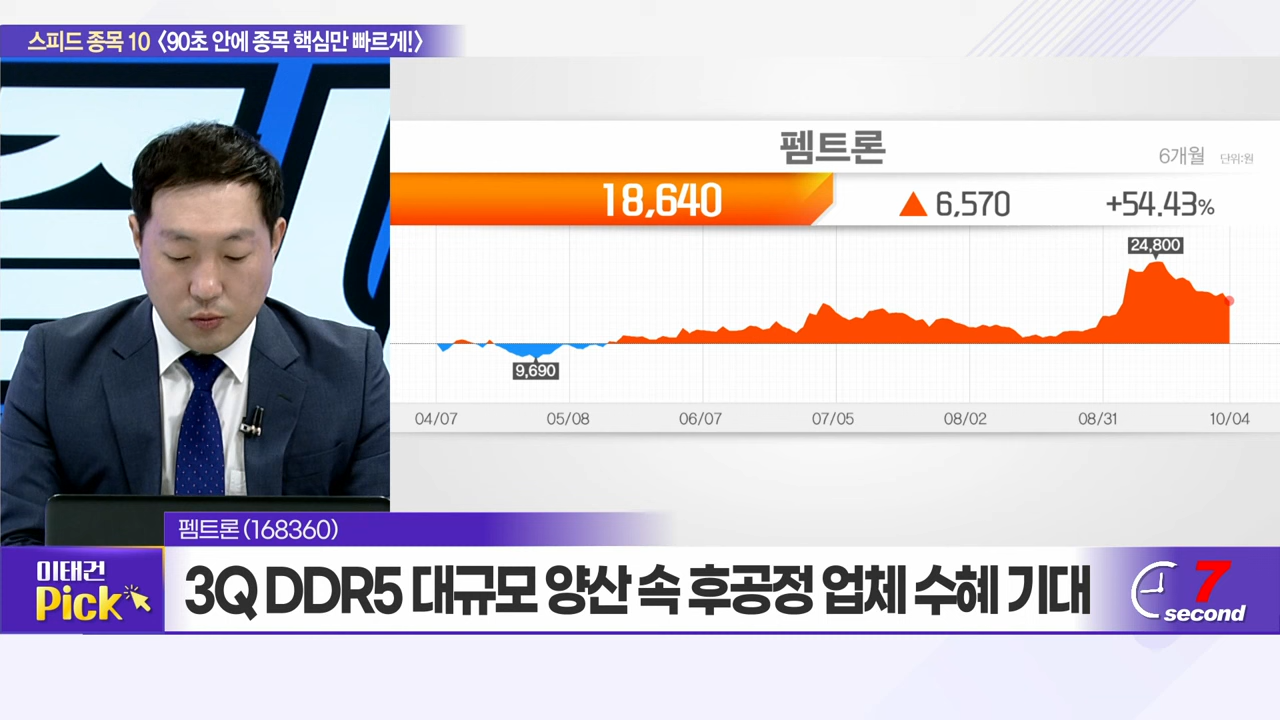 스피드 종목 10 〈90초 안에 종목 핵심만 빠르게!〉
펨트론
6개월 단위:원
18,640 ▲ 6,570 +54.43%
24,800
9,690
04/07 05/08 06/07 07/05 08/02 08/31 10/04
펨트론 (168360)
이태건
Pick
3Q DDR5 대규모 양산 속 후공정 업체 수혜 기대
7
second